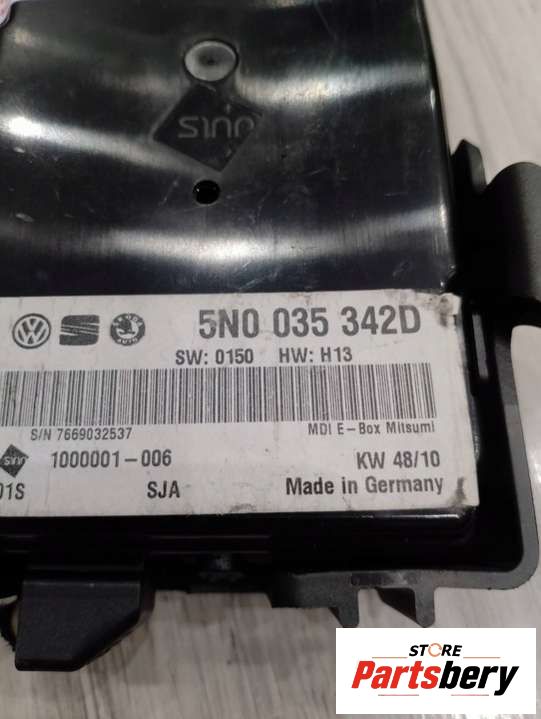 SINN
5N0 035 342D
SW: 0150 HW: H13
S/N 7669032537
MDI E-Box Mitsumi
1000001-006
KW 48/10
01S
SJA
Made in Germany
STORE
Partsbery